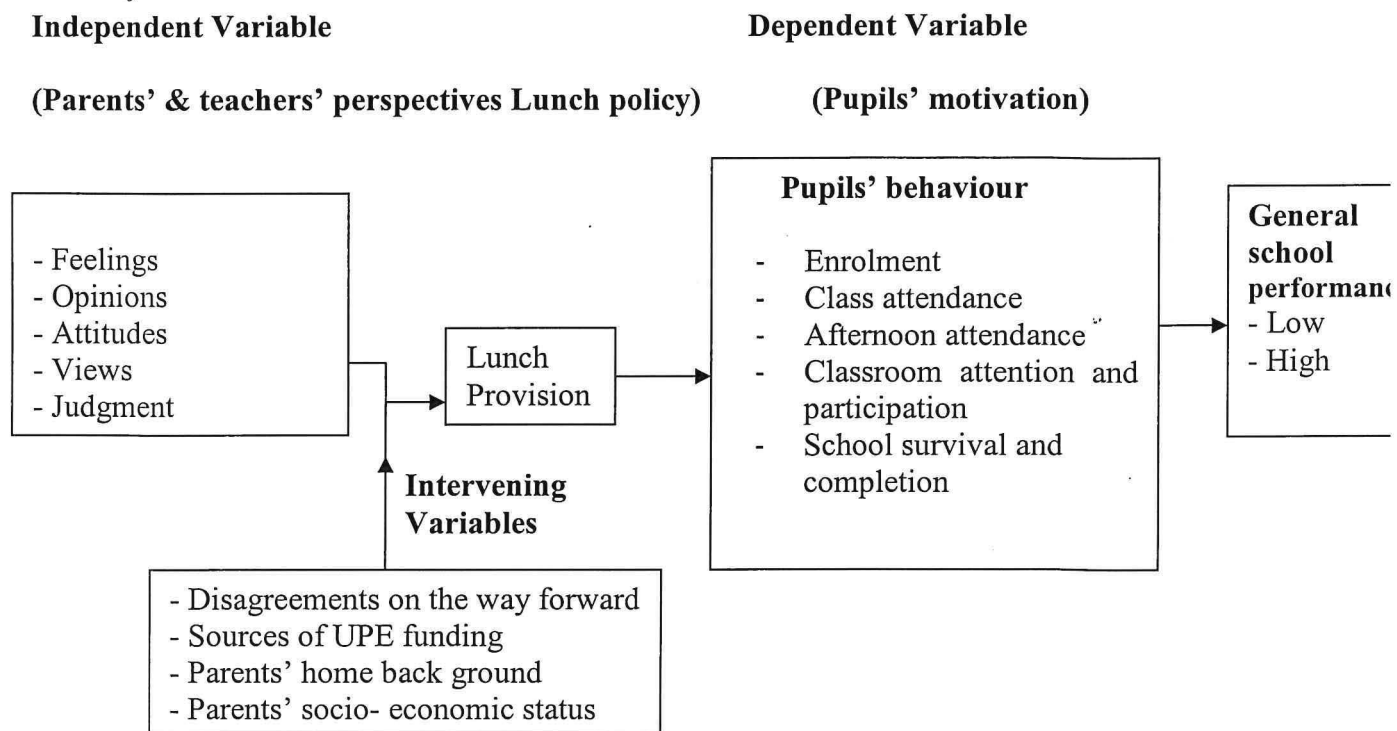 Independent Variable
Dependent Variable
(Parents' & teachers' perspectives Lunch policy)
(Pupils' motivation)
- Feelings
- Opinions
- Attitudes
- Views
- Judgment
Lunch
Provision
Intervening
Variables
- Disagreements on the way forward
- Sources of UPE funding
- Parents' home back ground
- Parents' socio- economic status
Pupils' behaviour
- Enrolment
- Class attendance
- Afternoon attendance
- Classroom attention and
participation
- School survival and
completion
General
school
performanc
- Low
- High